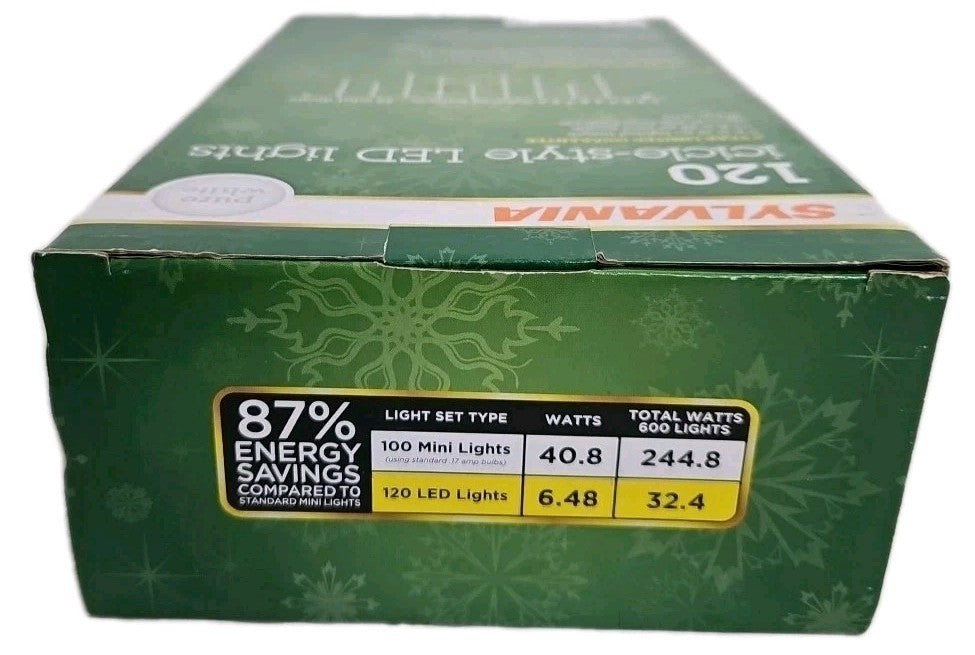 120
icicle-style LED lights
pure
white
SYLVANIA
87%
ENERGY
SAVINGS
COMPARED TO
STANDARD MINI LIGHTS
LIGHT SET TYPE WATTS TOTAL WATTS
600 LIGHTS
100 Mini Lights 40.8 244.8
(using standard .17 amp bulbs)
120 LED Lights 6.48 32.4